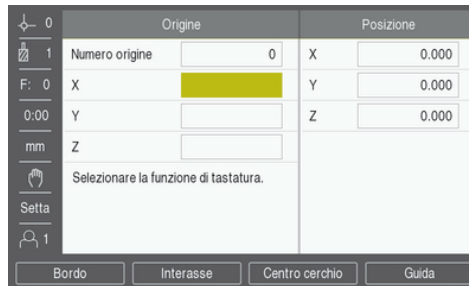 0
Origine
Posizione
1
Numero origine 0
X 0.000
F: 0
X
Y 0.000
0:00
Y
Z 0.000
mm
Z
Selezionare la funzione di tastatura.
Setta
1
Bordo
Interasse
Centro cerchio
Guida